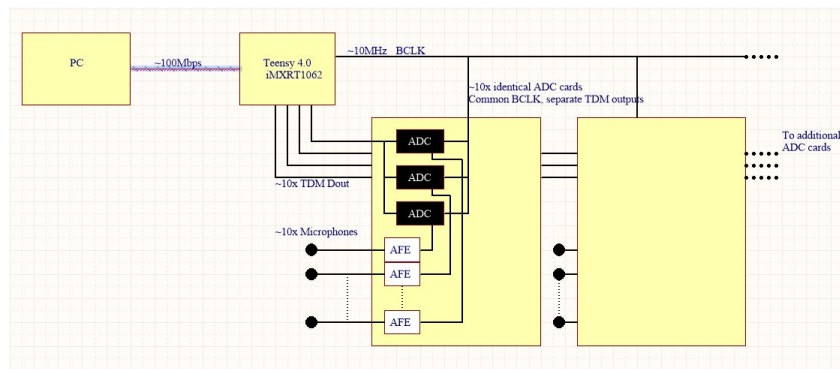 PC
~100Mbps
Teensy 4.0
iMXRT1062
~10MHz BCLK
~10x identical ADC cards
Common BCLK, separate TDM outputs
To additional
ADC cards
ADC
ADC
ADC
~10x TDM Dout
~10x Microphones
AFE
AFE
AFE